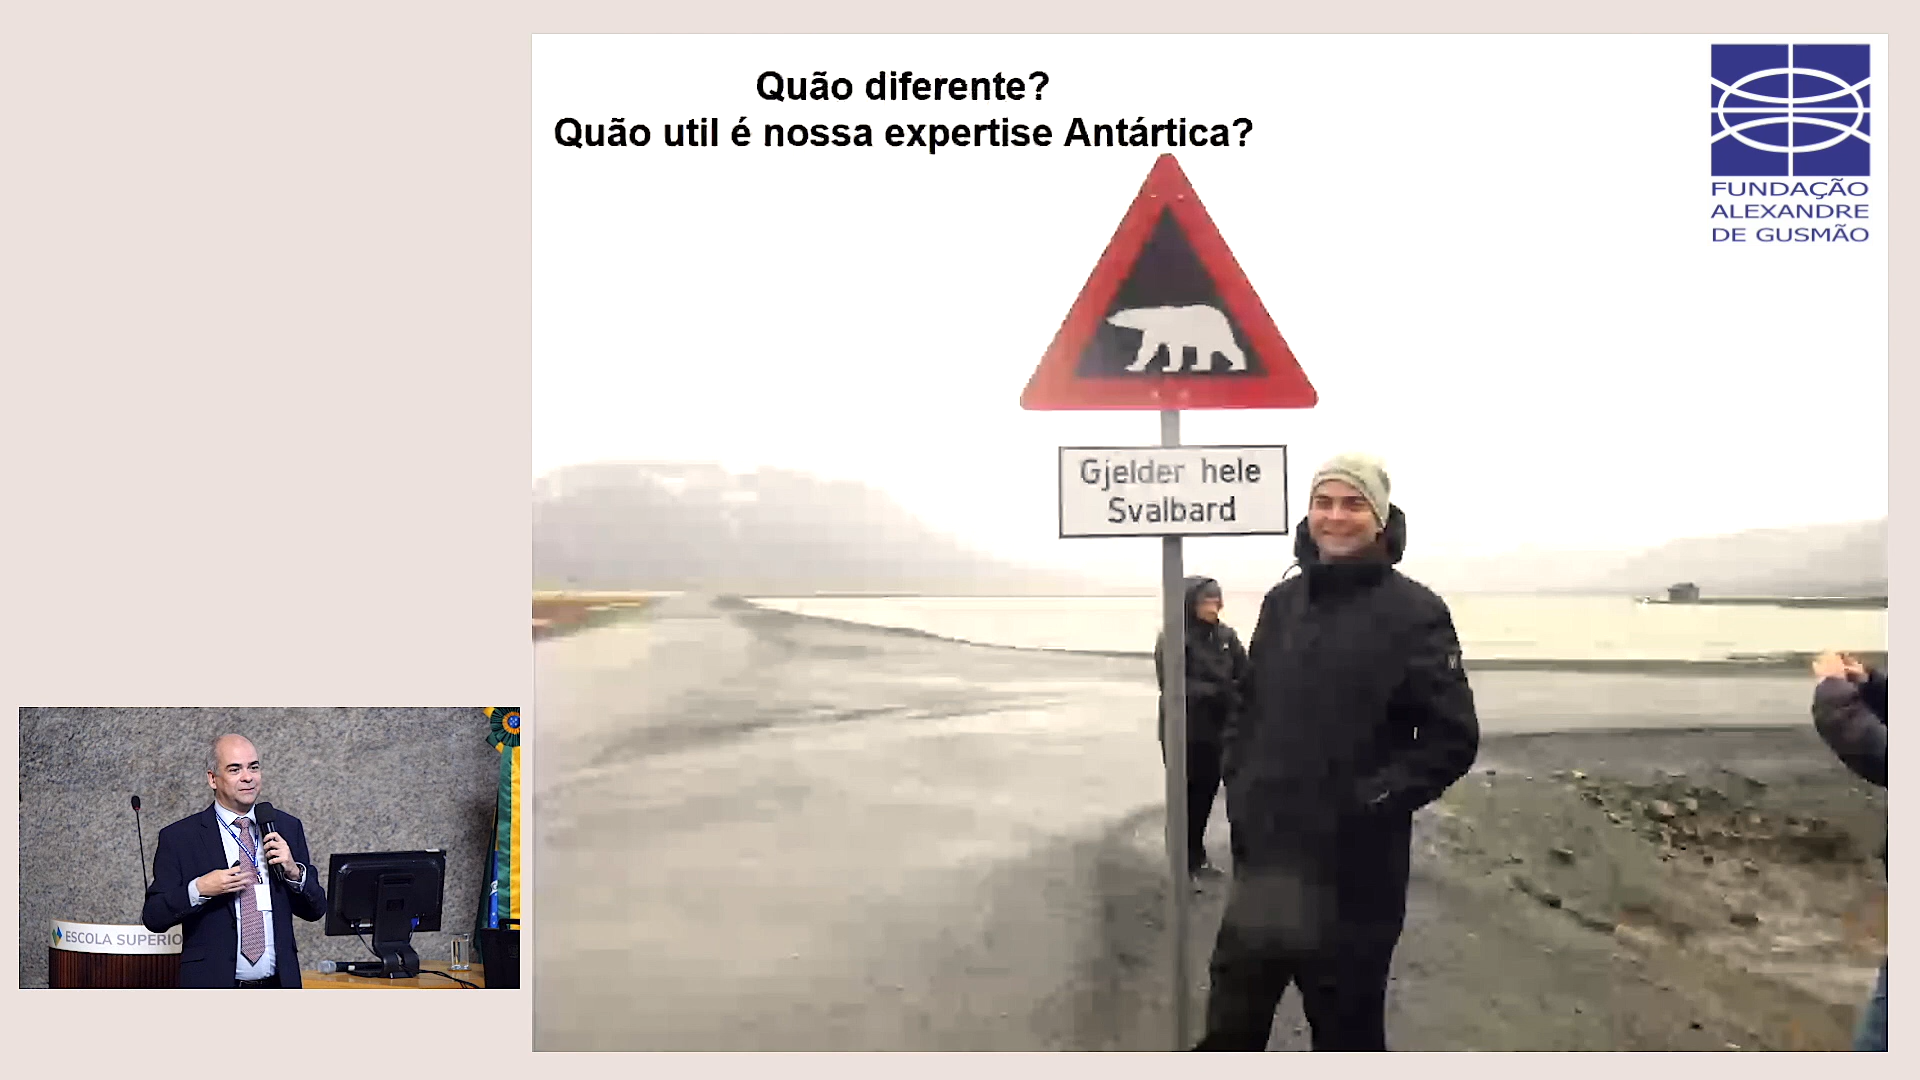 Quão diferente?
Quão util é nossa expertise Antártica?
FUNDAÇÃO
ALEXANDRE
DE GUSMÃO
Gjelder hele
Svalbard
ESCOLA SUPERIO